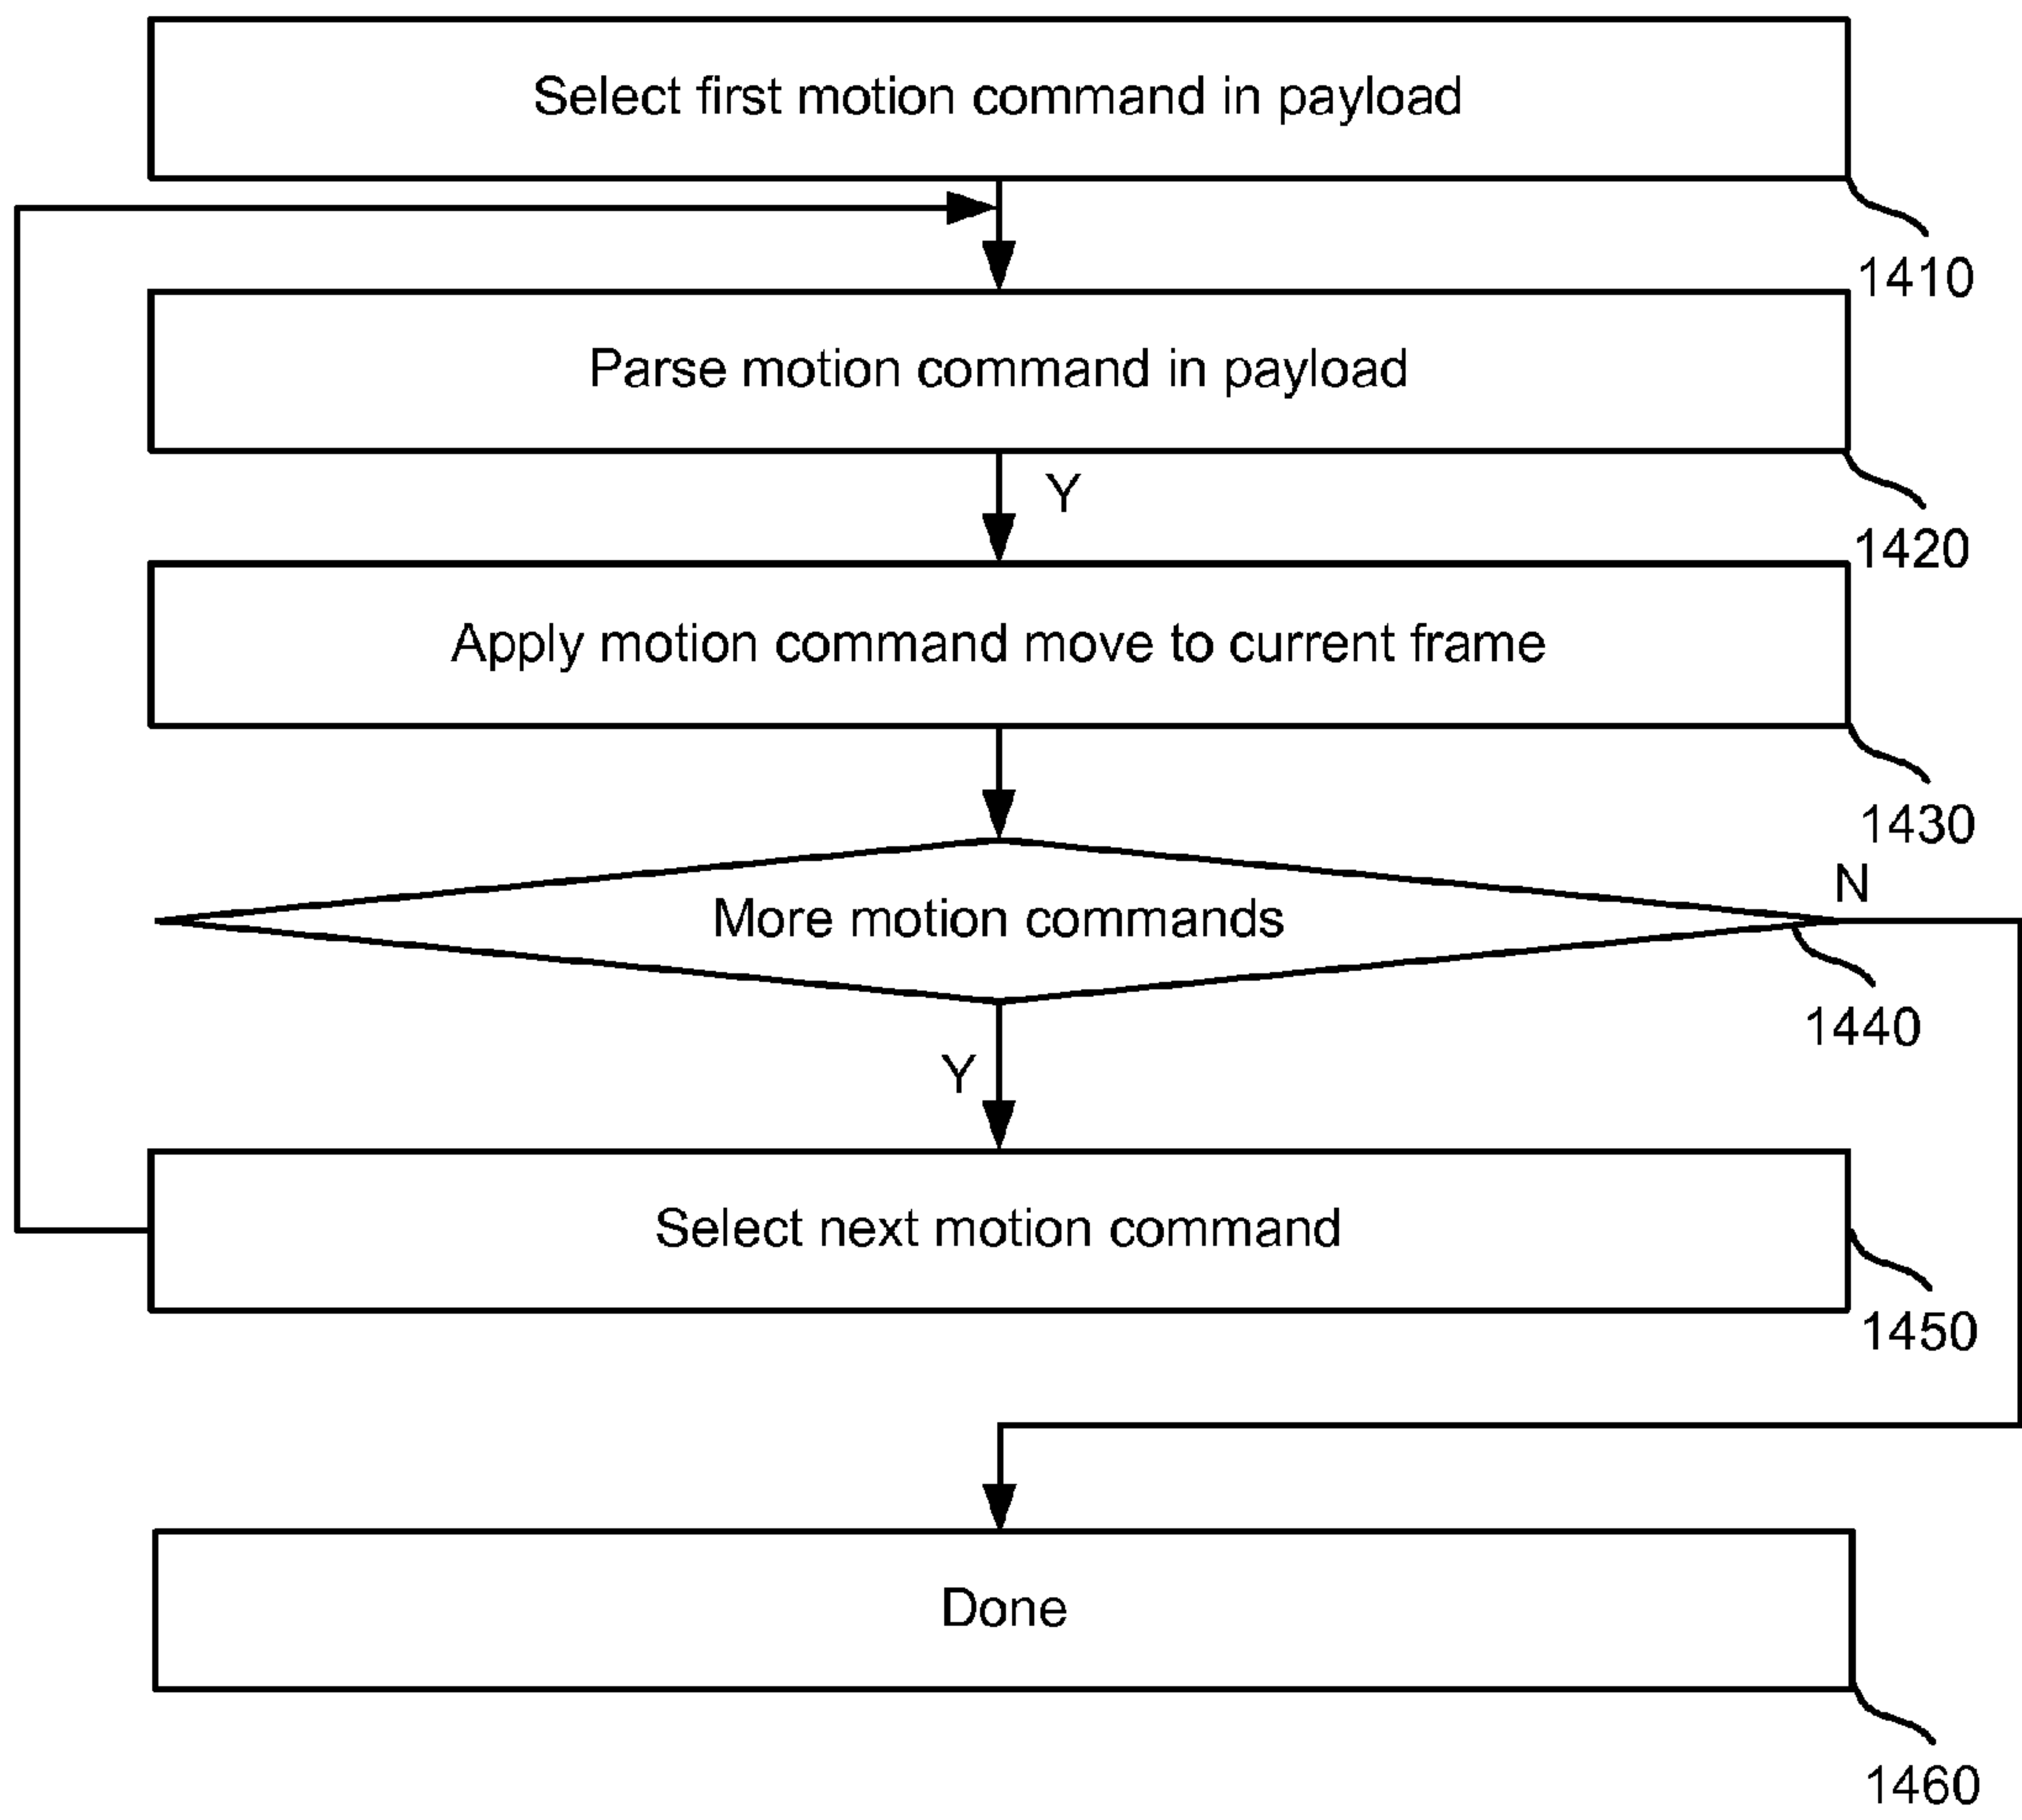 Select first motion command in payload
1410
Parse motion command in payload
1420
Y
Apply motion command move to current frame
1430
N
More motion commands
1440
Y
Select next motion command
1450
Done
1460